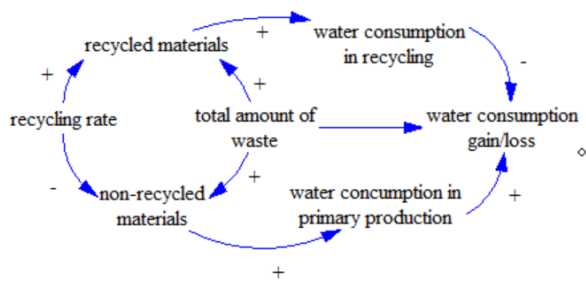 +
water consumption
in recycling
recycled materials
-
+
+
recycling rate
total amount of
waste
water consumption
gain/loss
-
+
non-recycled
materials
water concumption in
primary production
+
+